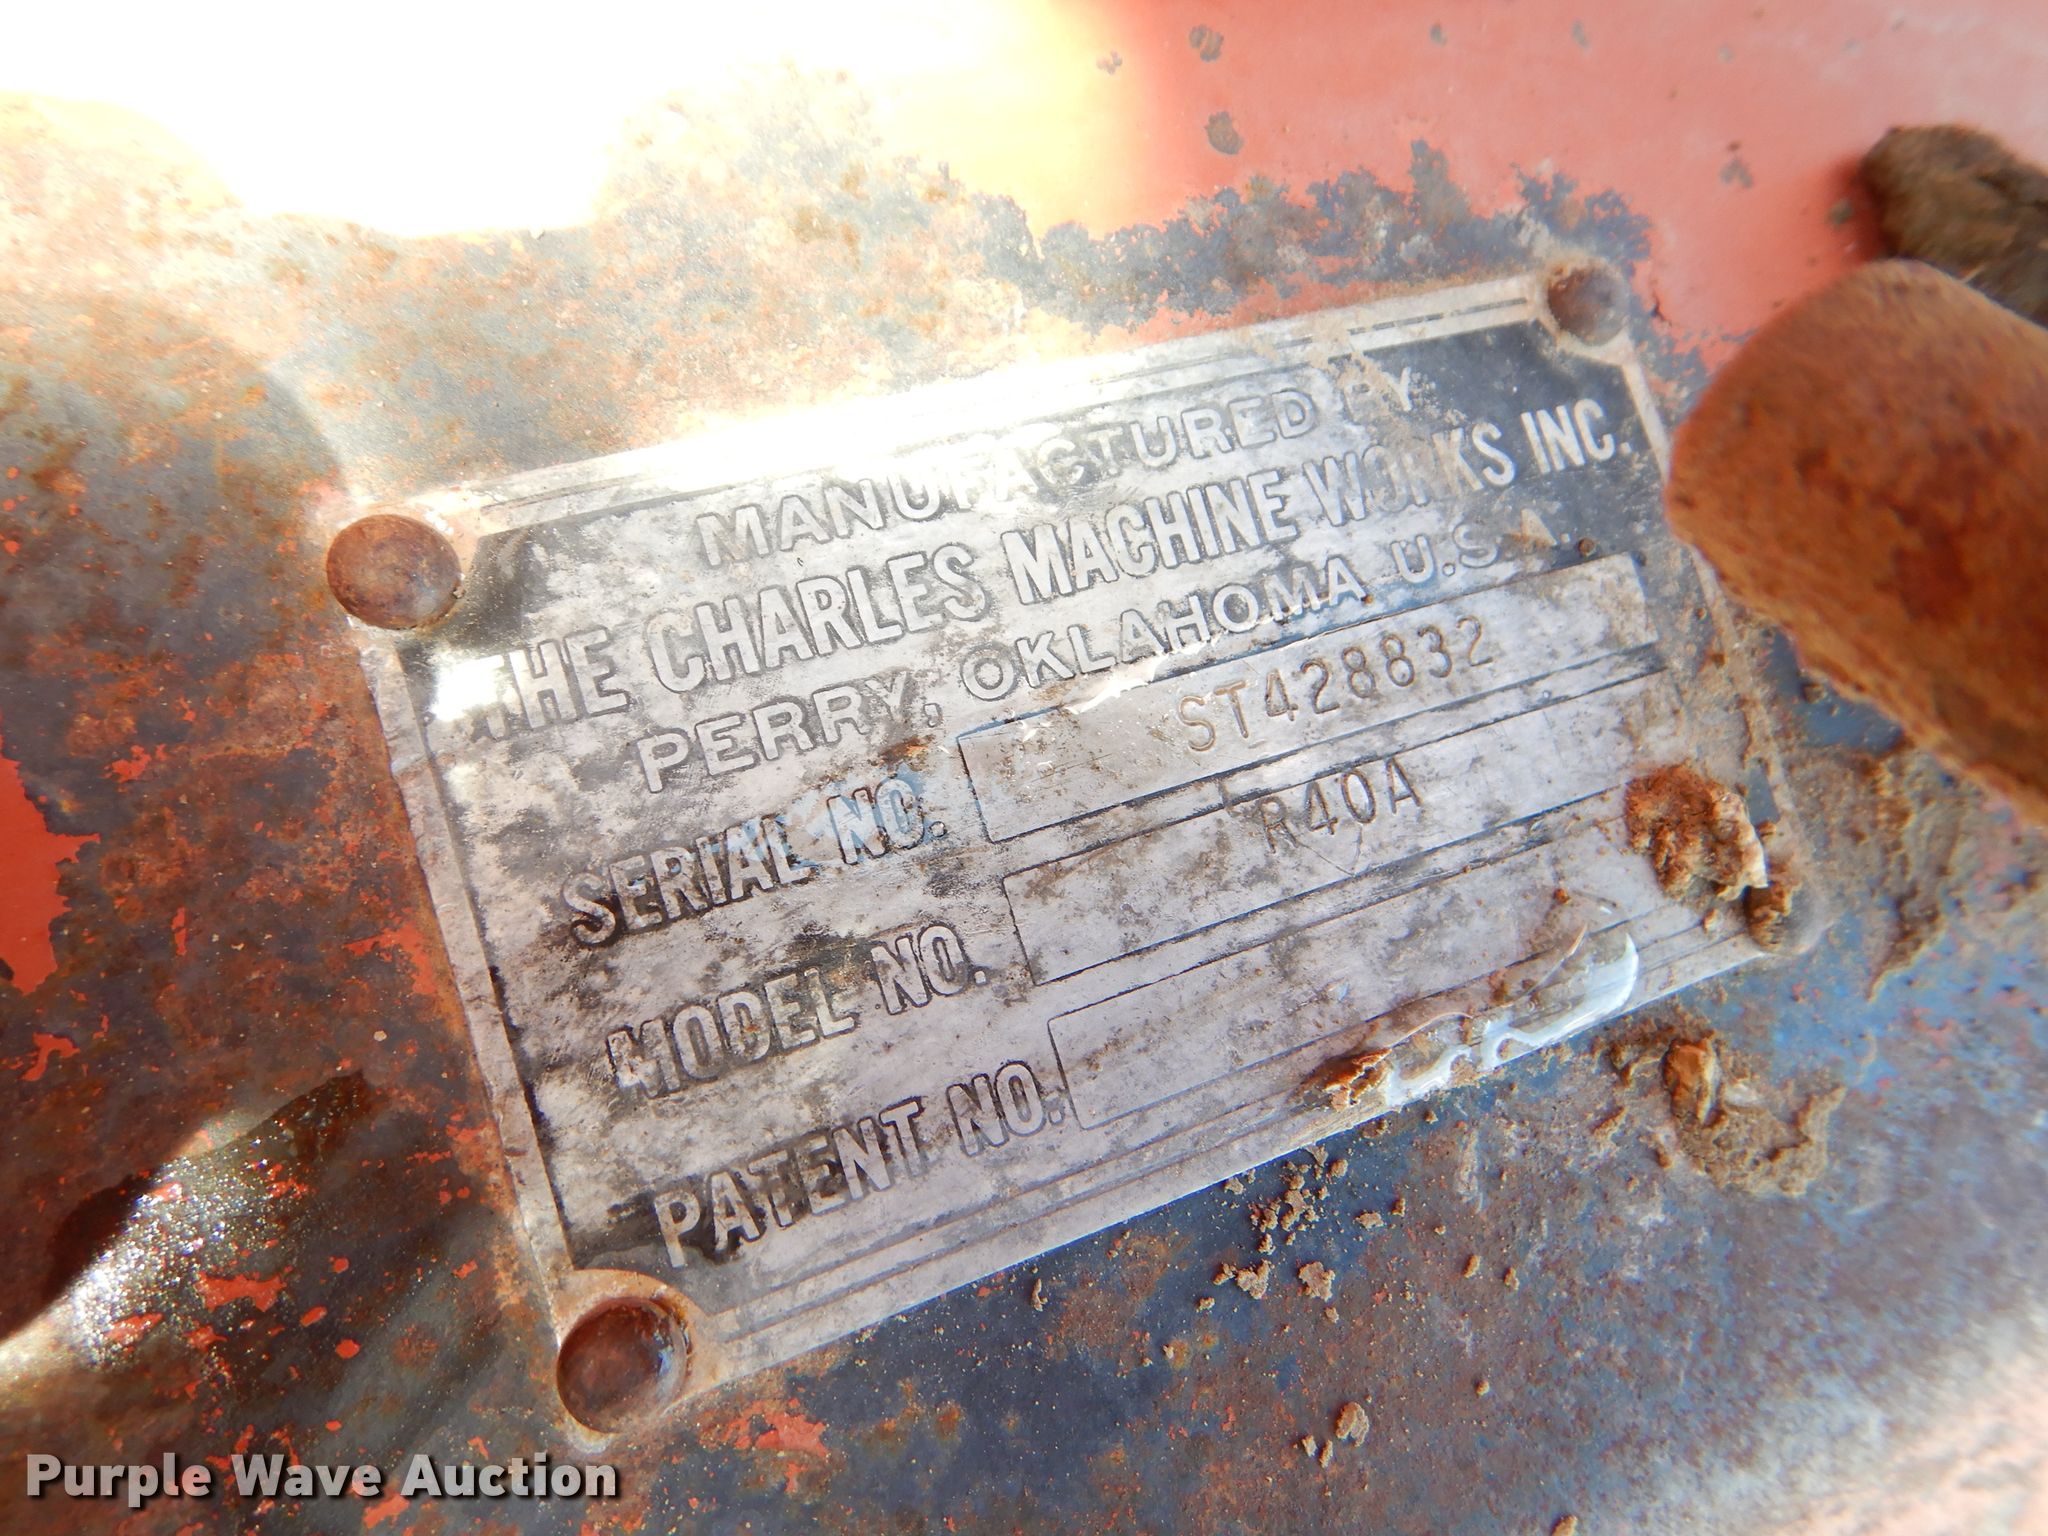 MANUFACTURED BY
THE CHARLES MACHINE WORKS INC.
PERRY, OKLAHOMA U.S.A.
SERIAL NO. ST428832
MODEL NO. R40A
PATENT NO.
Purple Wave Auction